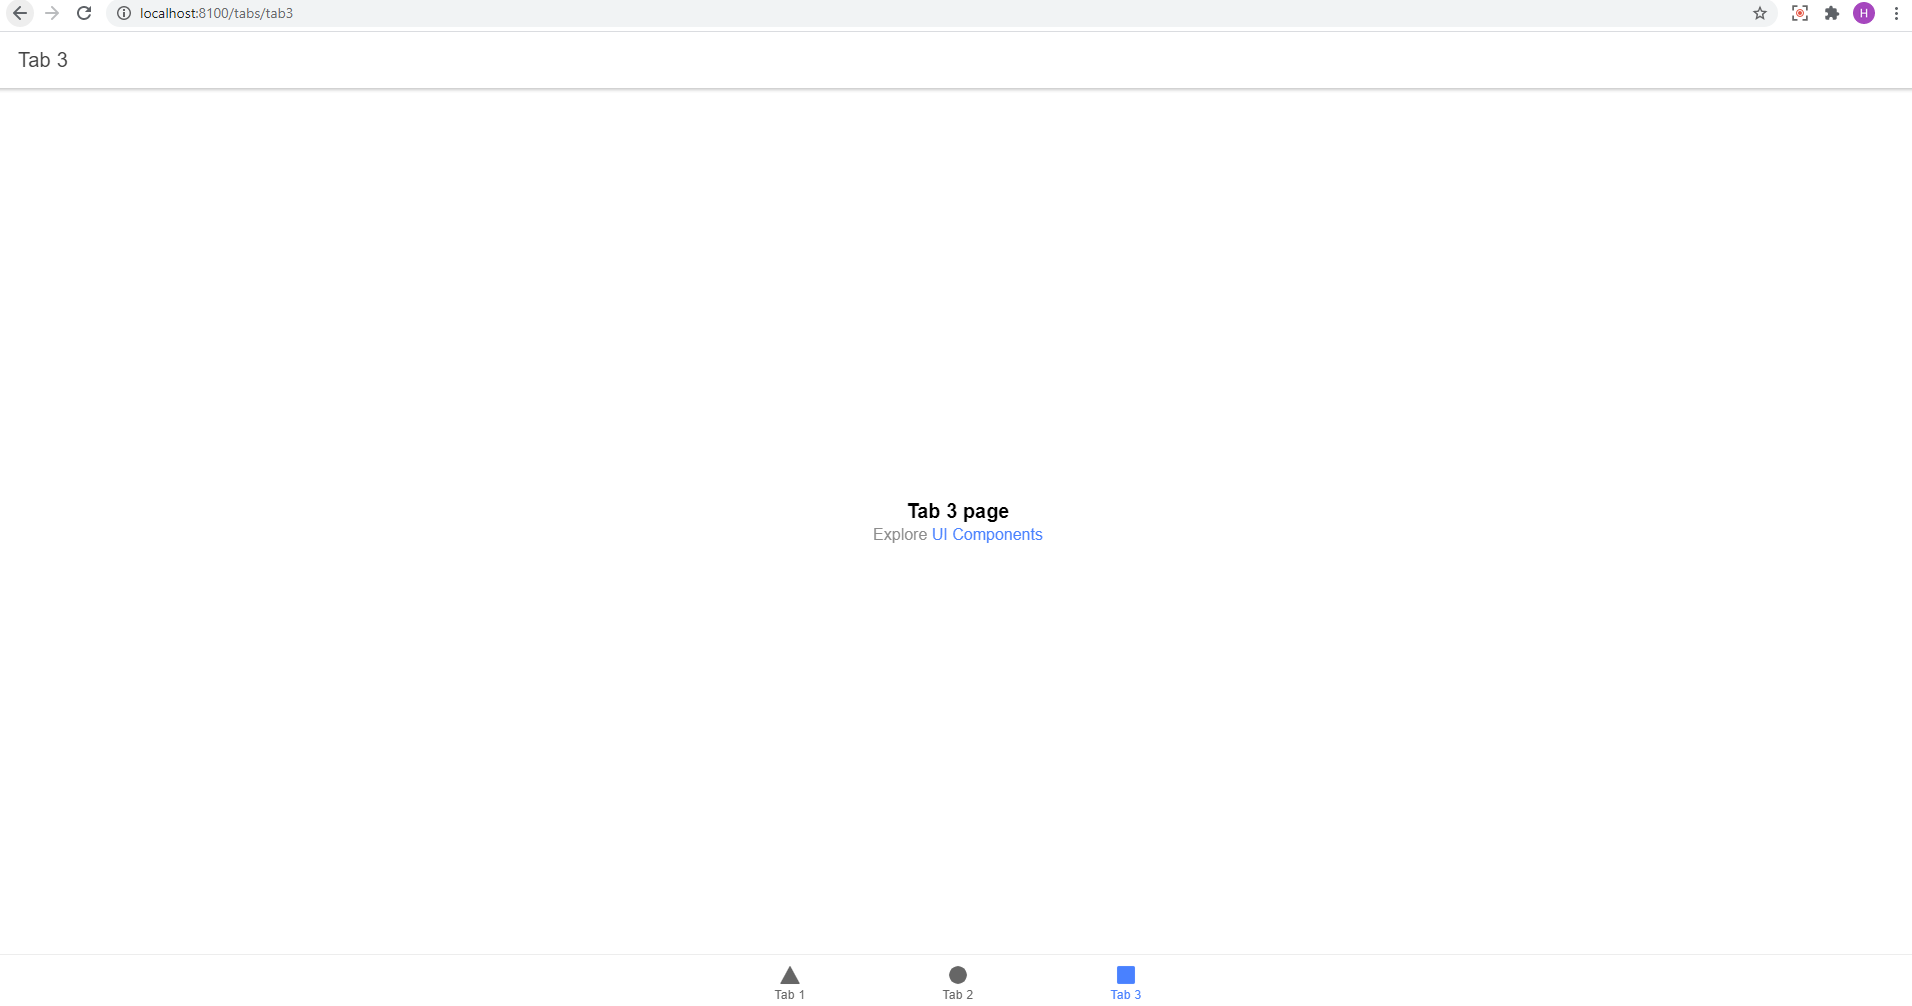 localhost:8100/tabs/tab3
H
Tab 3
Tab 3 page
Explore UI Components
Tab 1
Tab 2
Tab 3